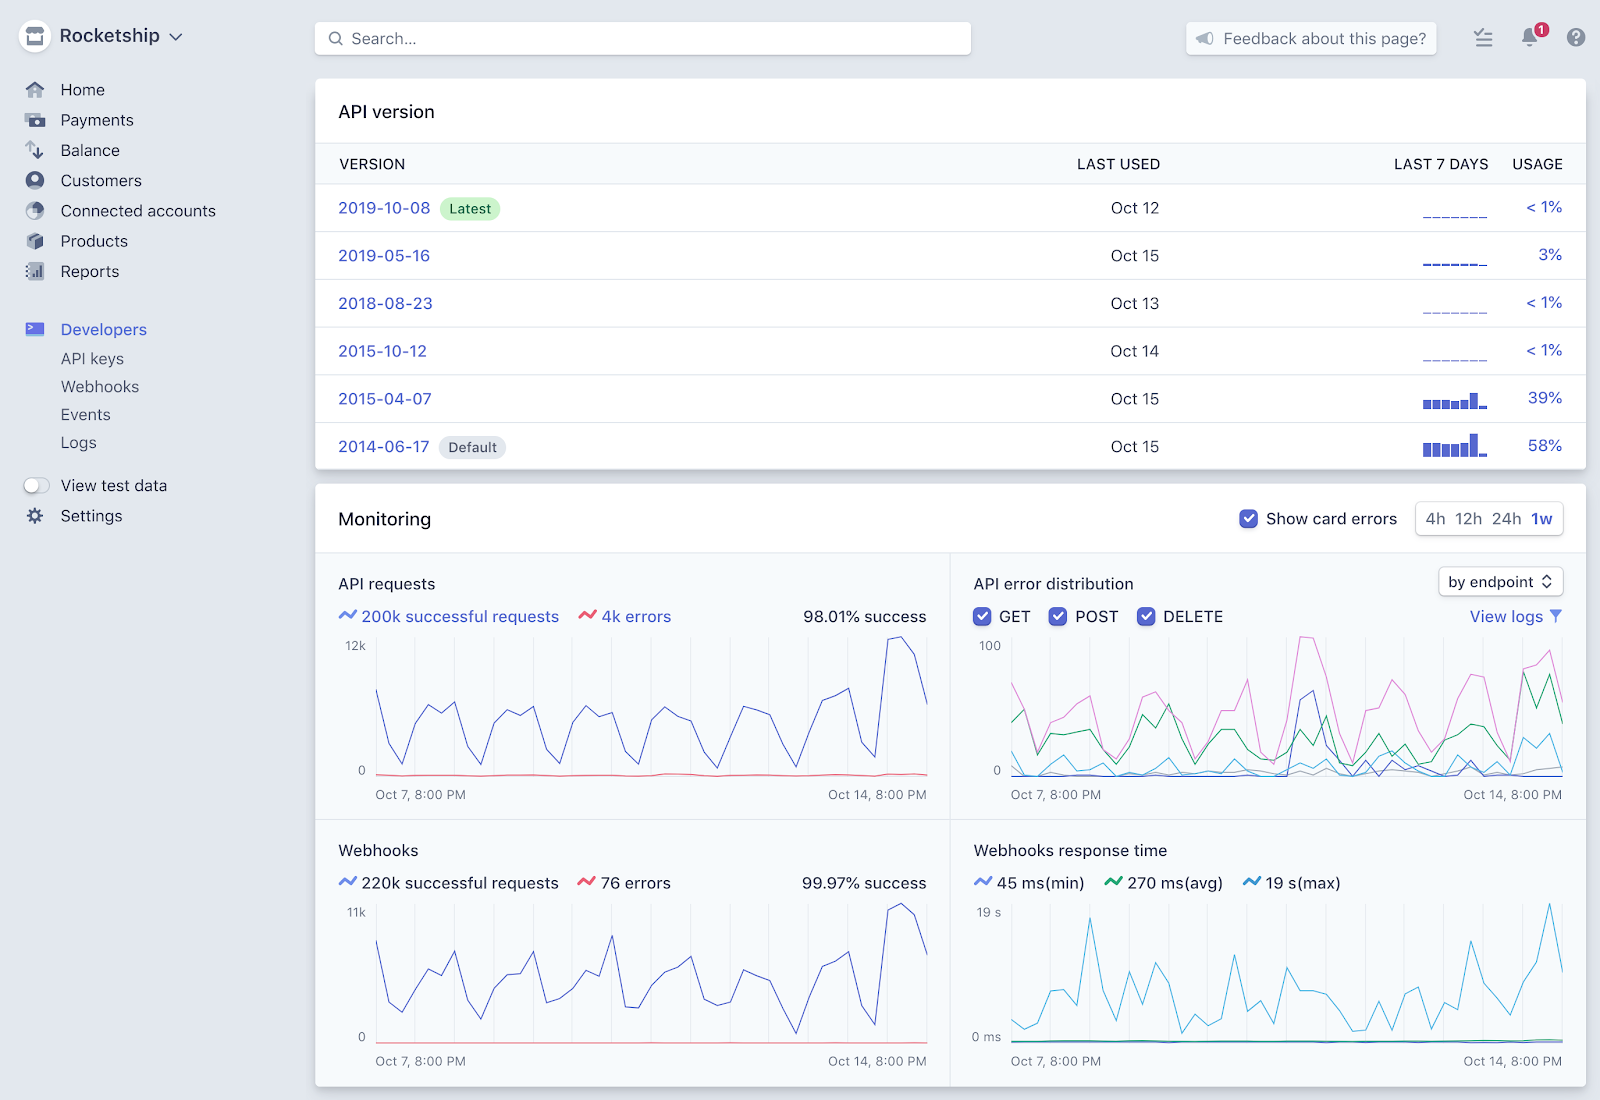 Rocketship
Search...
Feedback about this page?
1
Home
Payments
Balance
Customers
Connected accounts
Products
Reports
Developers
API keys
Webhooks
Events
Logs
View test data
Settings
API version
VERSION LAST USED LAST 7 DAYS USAGE
2019-10-08 Latest Oct 12 < 1%
2019-05-16 Oct 15 3%
2018-08-23 Oct 13 < 1%
2015-10-12 Oct 14 < 1%
2015-04-07 Oct 15 39%
2014-06-17 Default Oct 15 58%
Monitoring Show card errors 4h 12h 24h 1w
API requests
200k successful requests 4k errors 98.01% success
12k
0
Oct 7, 8:00 PM Oct 14, 8:00 PM
API error distribution by endpoint
GET POST DELETE View logs
100
0
Oct 7, 8:00 PM Oct 14, 8:00 PM
Webhooks
220k successful requests 76 errors 99.97% success
11k
0
Oct 7, 8:00 PM Oct 14, 8:00 PM
Webhooks response time
45 ms(min) 270 ms(avg) 19 s(max)
19 s
0 ms
Oct 7, 8:00 PM Oct 14, 8:00 PM